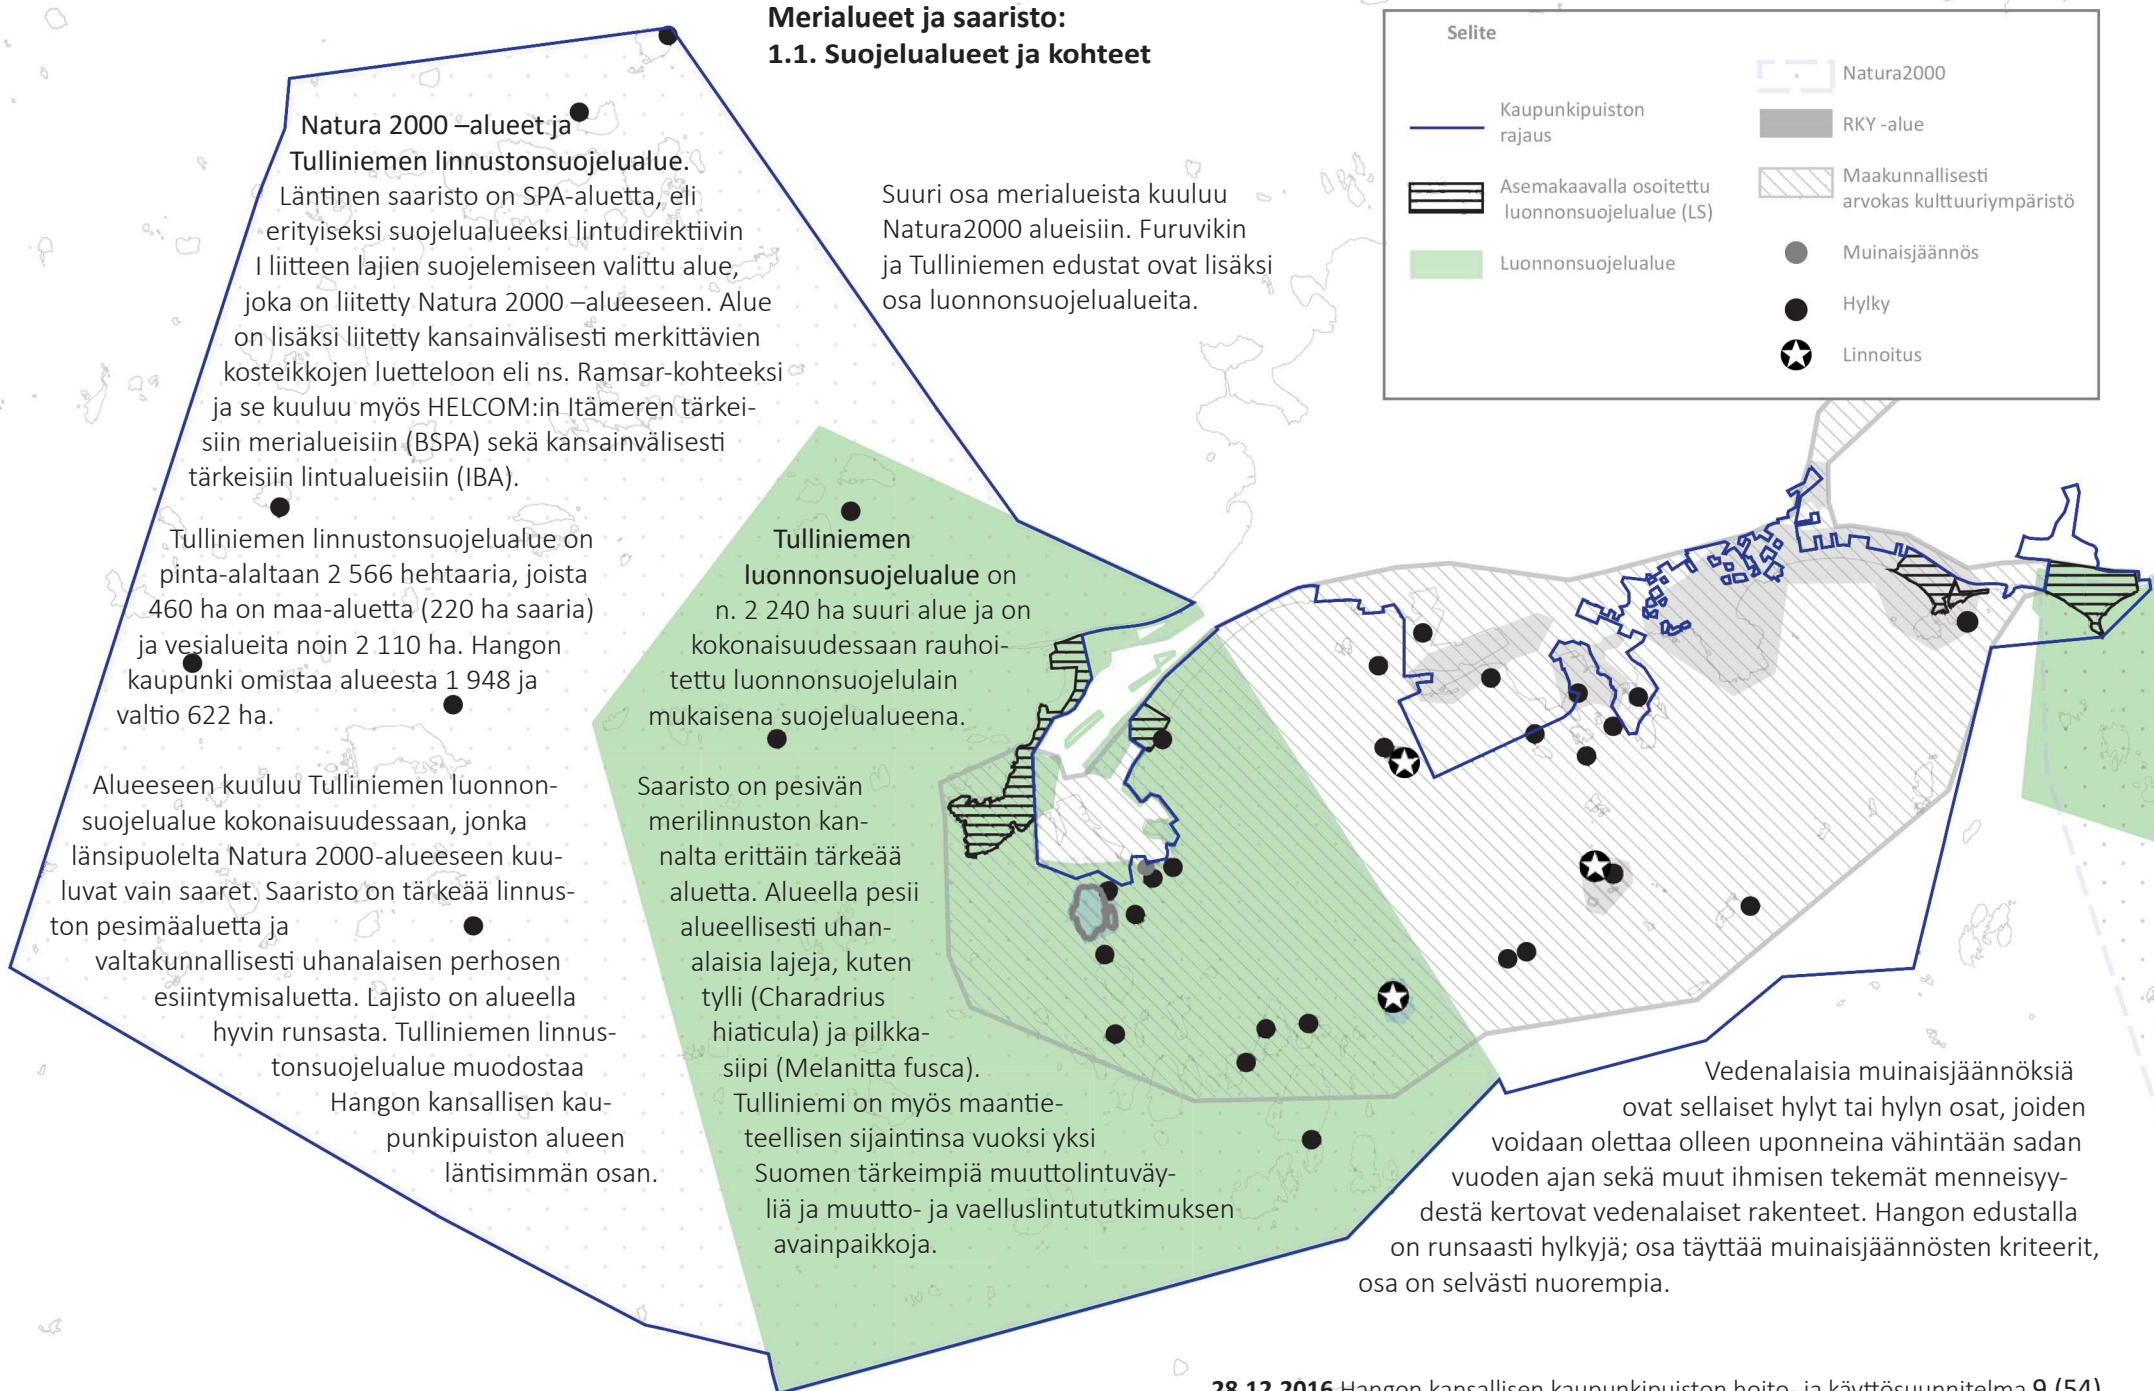 Merialueet ja saaristo:
1.1. Suojelualueet ja kohteet
Natura 2000 –alueet ja
Tulliniemen linnustonsuojelualue.
Läntinen saaristo on SPA-aluetta, eli
erityiseksi suojelualueeksi lintudirektiivin
I liitteen lajien suojelemiseen valittu alue,
joka on liitetty Natura 2000 –alueeseen. Alue
on lisäksi liitetty kansainvälisesti merkittävien
kosteikkojen luetteloon eli ns. Ramsar-kohteeksi
ja se kuuluu myös HELCOM:in Itämeren tärkei-
siin merialueisiin (BSPA) sekä kansainvälisesti
tärkeisiin lintualueisiin (IBA).
Tulliniemen linnustonsuojelualue on
pinta-alaltaan 2 566 hehtaaria, joista
460 ha on maa-aluetta (220 ha saaria)
ja vesialueita noin 2 110 ha. Hangon
kaupunki omistaa alueesta 1 948 ja
valtio 622 ha.
Alueeseen kuuluu Tulliniemen luonnon-
suojelualue kokonaisuudessaan, jonka
länsipuolelta Natura 2000-alueeseen kuu-
luvat vain saaret. Saaristo on tärkeää linnus-
ton pesimäaluetta ja
valtakunnallisesti uhanalaisen perhosen
esiintymisaluetta. Lajisto on alueella
hyvin runsasta. Tulliniemen linnus-
tonsuojelualue muodostaa
Hangon kansallisen kau-
punkipuiston alueen
läntisimmän osan.
Suuri osa merialueista kuuluu
Natura2000 alueisiin. Furuvikin
ja Tulliniemen edustat ovat lisäksi
osa luonnonsuojelualueita.
Tulliniemen
luonnonsuojelualue on
n. 2 240 ha suuri alue ja on
kokonaisuudessaan rauhoi-
tettu luonnonsuojelulain
mukaisena suojelualueena.
Saaristo on pesivän
merilinnuston kan-
nalta erittäin tärkeää
aluetta. Alueella pesii
alueellisesti uhan-
alaisia lajeja, kuten
tylli (Charadrius
hiaticula) ja pilkka-
siipi (Melanitta fusca).
Tulliniemi on myös maantie-
teellisen sijaintinsa vuoksi yksi
Suomen tärkeimpiä muuttolintuväy-
liä ja muutto- ja vaelluslintututkimuksen
avainpaikkoja.
Selite
Kaupunkipuiston
rajaus
Asemakaavalla osoitettu
luonnonsuojelualue (LS)
Luonnonsuojelualue
Natura2000
RKY -alue
Maakunnallisesti
arvokas kulttuuriympäristö
Muinaisjäännös
Hylky
Linnoitus
Vedenalaisia muinaisjäännöksiä
ovat sellaiset hylyt tai hylyn osat, joiden
voidaan olettaa olleen uponneina vähintään sadan
vuoden ajan sekä muut ihmisen tekemät menneisyy-
destä kertovat vedenalaiset rakenteet. Hangon edustalla
on runsaasti hylkyjä; osa täyttää muinaisjäännösten kriteerit,
osa on selvästi nuorempia.
28.12.2016 Hangon kansallisen kaupunkipuiston hoito- ja käyttösuunnitelma 9 (54)